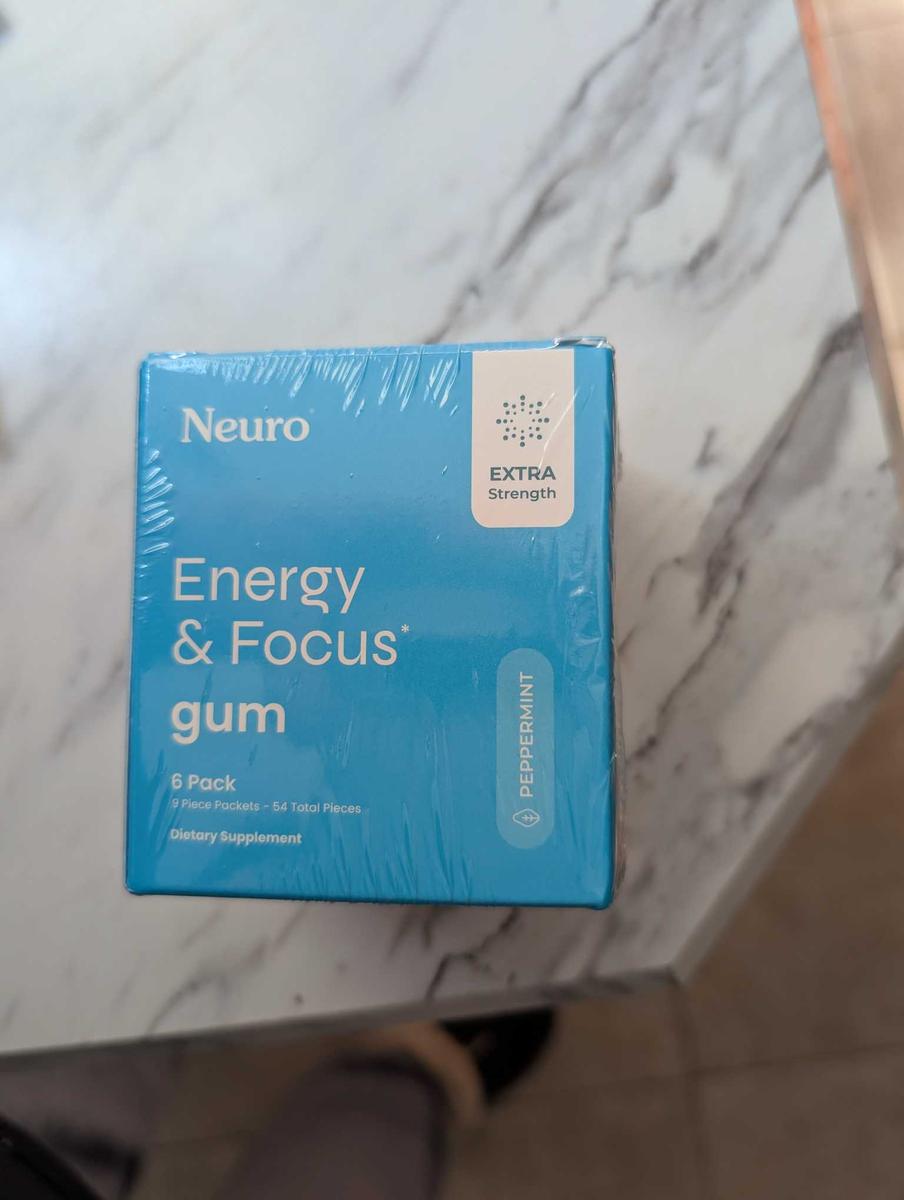 Neuro
EXTRA
Strength
Energy
& Focus*
gum
6 Pack
9 Piece Packets - 54 Total Pieces
Dietary Supplement
PEPPERMINT